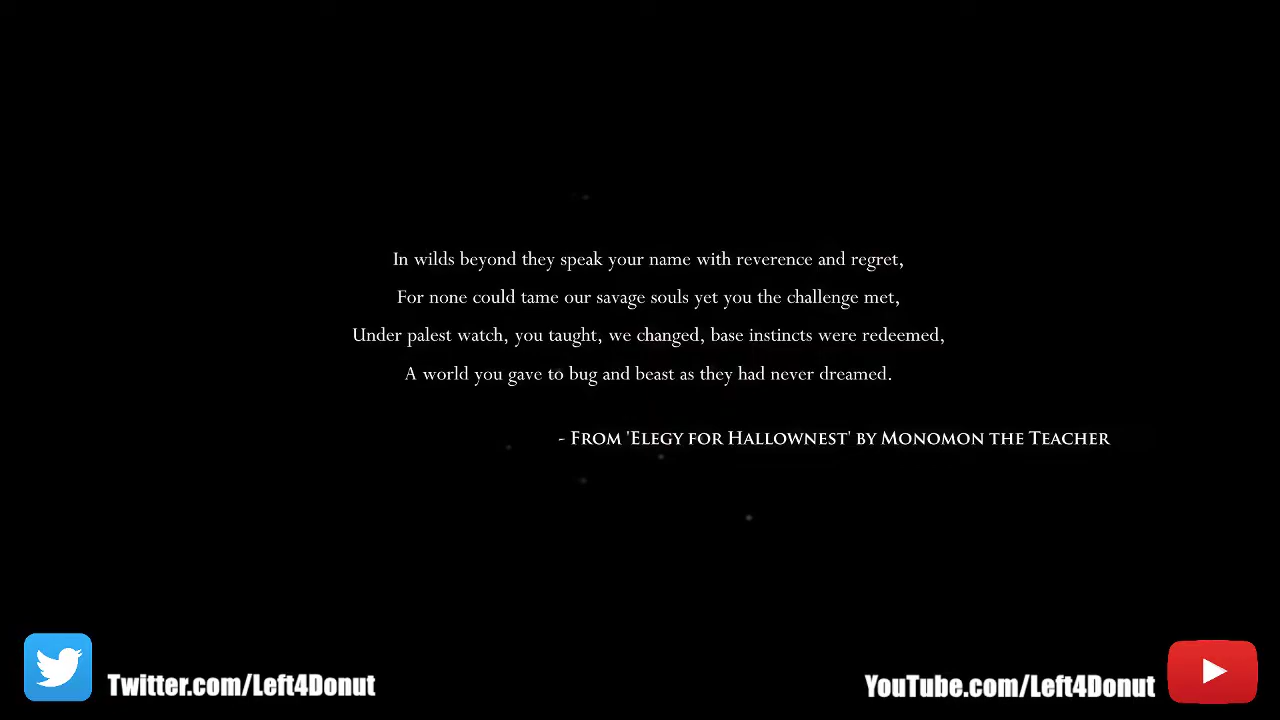 In wilds beyond they speak your name with reverence and regret,
For none could tame our savage souls yet you the challenge met,
Under palest watch, you taught, we changed, base instincts were redeemed,
A world you gave to bug and beast as they had never dreamed.
- From 'Elegy for Hallownest' by Monomon the Teacher
Twitter.com/Left4Donut
YouTube.com/Left4Donut